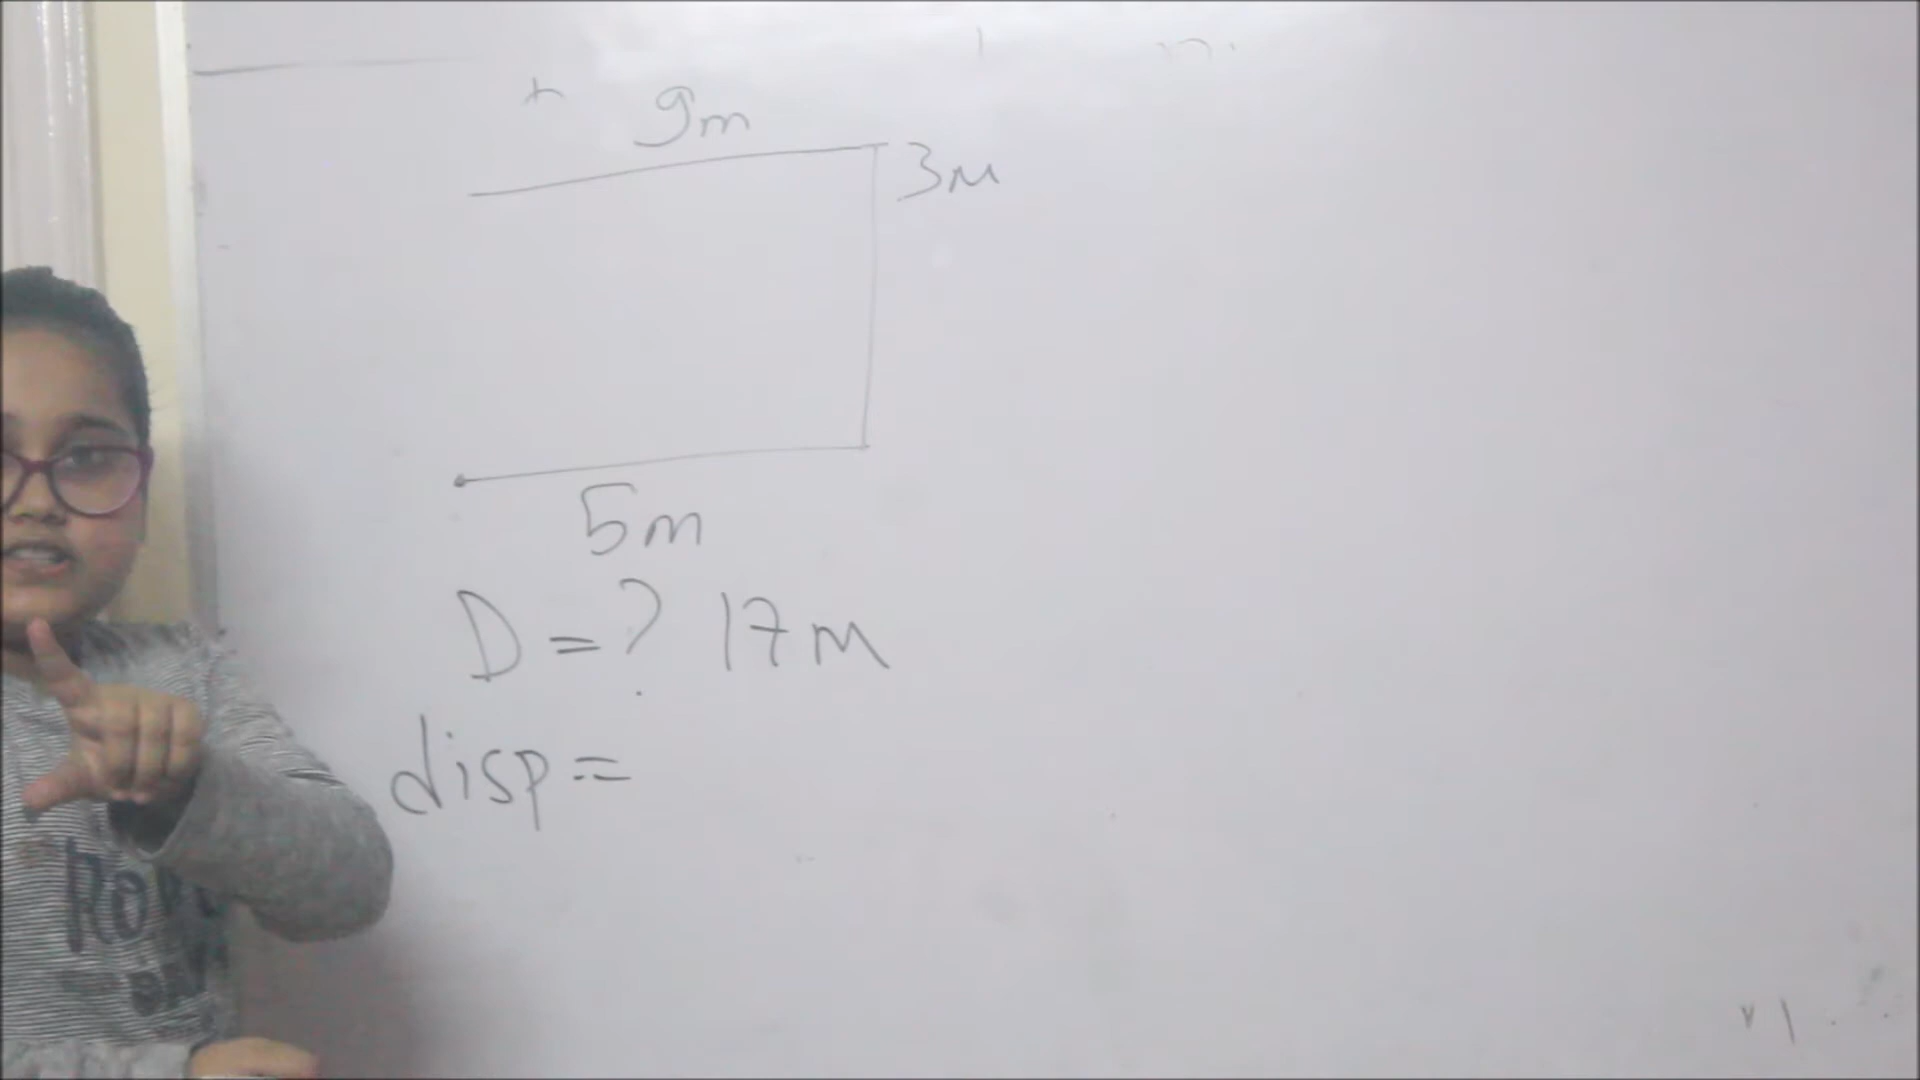 9m
3m
5m
D = ? 17m
disp =